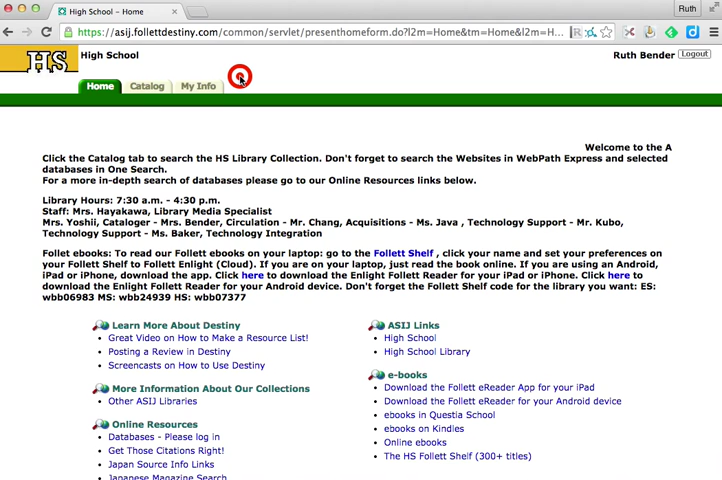 High School - Home
Ruth
https://asij.follettdestiny.com/common/servlet/presenthomeform.do?l2m=Home&tm=Home&l2m=H...
HS
High School
Ruth Bender
Logout
Home
Catalog
My Info
Welcome to the A
Click the Catalog tab to search the HS Library Collection. Don't forget to search the Websites in WebPath Express and selected
databases in One Search.
For a more in-depth search of databases please go to our Online Resources links below.
Library Hours: 7:30 a.m. - 4:30 p.m.
Staff: Mrs. Hayakawa, Library Media Specialist
Mrs. Yoshii, Cataloger - Mrs. Bender, Circulation - Mr. Chang, Acquisitions - Ms. Java , Technology Support - Mr. Kubo,
Technology Support - Ms. Baker, Technology Integration
Follet ebooks: To read our Follett ebooks on your laptop: go to the Follett Shelf , click your name and set your preferences on
your Follett Shelf to Follett Enlight (Cloud). If you are on your laptop, just read the book online. If you are using an Android,
iPad or iPhone, download the app. Click here to download the Enlight Follett Reader for your iPad or iPhone. Click here to
download the Enlight Follett Reader for your Android device. Don't forget the Follett Shelf code for the library you want: ES:
wbb06983 MS: wbb24939 HS: wbb07377
Learn More About Destiny
Great Video on How to Make a Resource List!
Posting a Review in Destiny
Screencasts on How to Use Destiny
More Information About Our Collections
Other ASIJ Libraries
Online Resources
Databases - Please log in
Get Those Citations Right!
Japan Source Info Links
Japanese Magazine Search
ASIJ Links
High School
High School Library
e-books
Download the Follett eReader App for your iPad
Download the Follett eReader for your Android device
ebooks in Questia School
ebooks on Kindles
Online ebooks
The HS Follett Shelf (300+ titles)